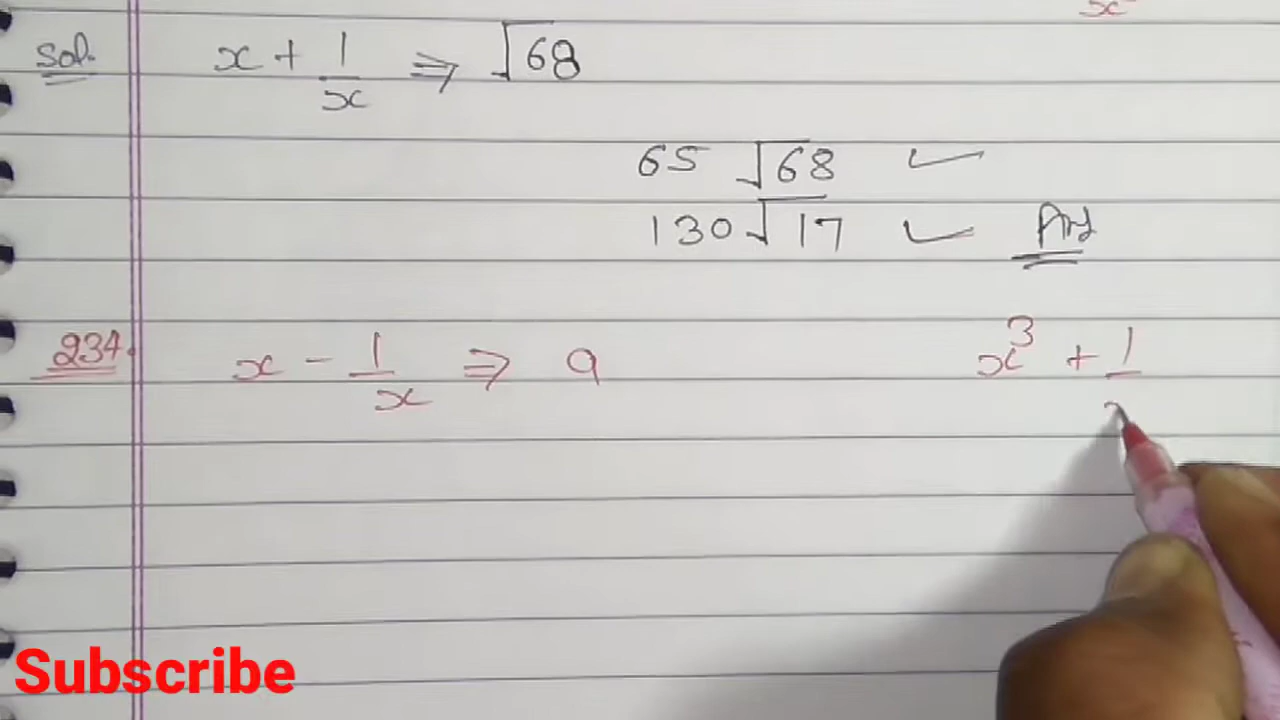 Sol. x + 1/x ⇒ √68
65 √68 ✓
130√17 ✓ Ans
234. x - 1/x ⇒ 9 x³ + 1/
Subscribe